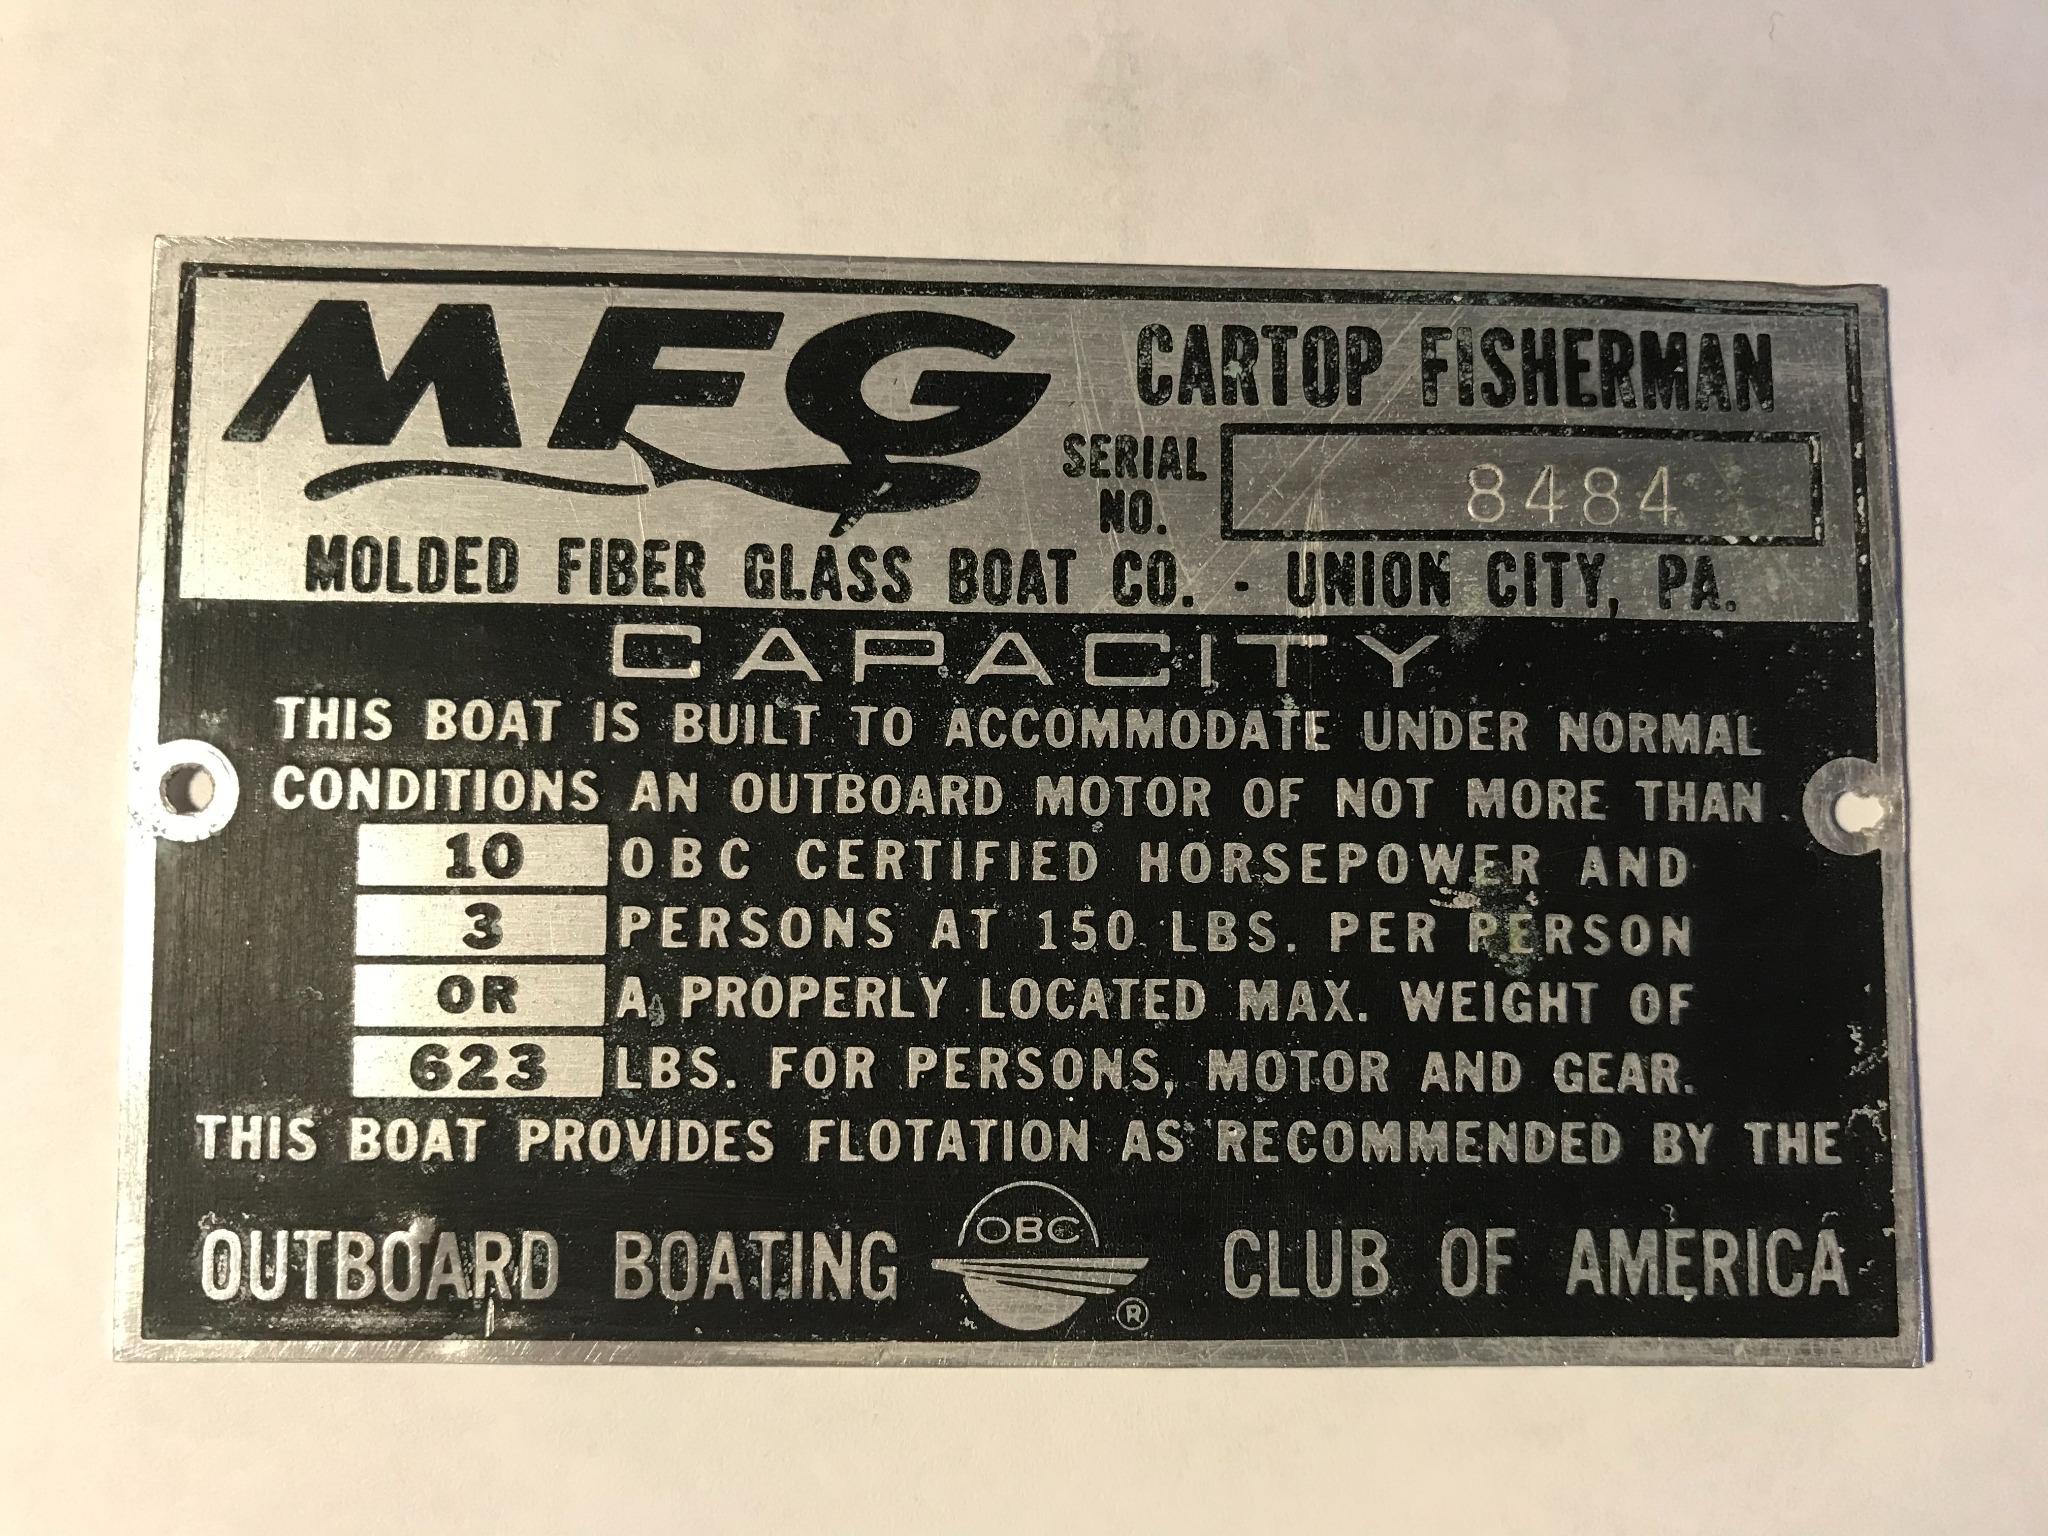 MFG CARTOP FISHERMAN
SERIAL NO. 8484
MOLDED FIBER GLASS BOAT CO. - UNION CITY, PA.
CAPACITY
THIS BOAT IS BUILT TO ACCOMMODATE UNDER NORMAL
CONDITIONS AN OUTBOARD MOTOR OF NOT MORE THAN
10 OBC CERTIFIED HORSEPOWER AND
3 PERSONS AT 150 LBS. PER PERSON
OR A PROPERLY LOCATED MAX. WEIGHT OF
623 LBS. FOR PERSONS, MOTOR AND GEAR.
THIS BOAT PROVIDES FLOTATION AS RECOMMENDED BY THE
OUTBOARD BOATING OBC ® CLUB OF AMERICA